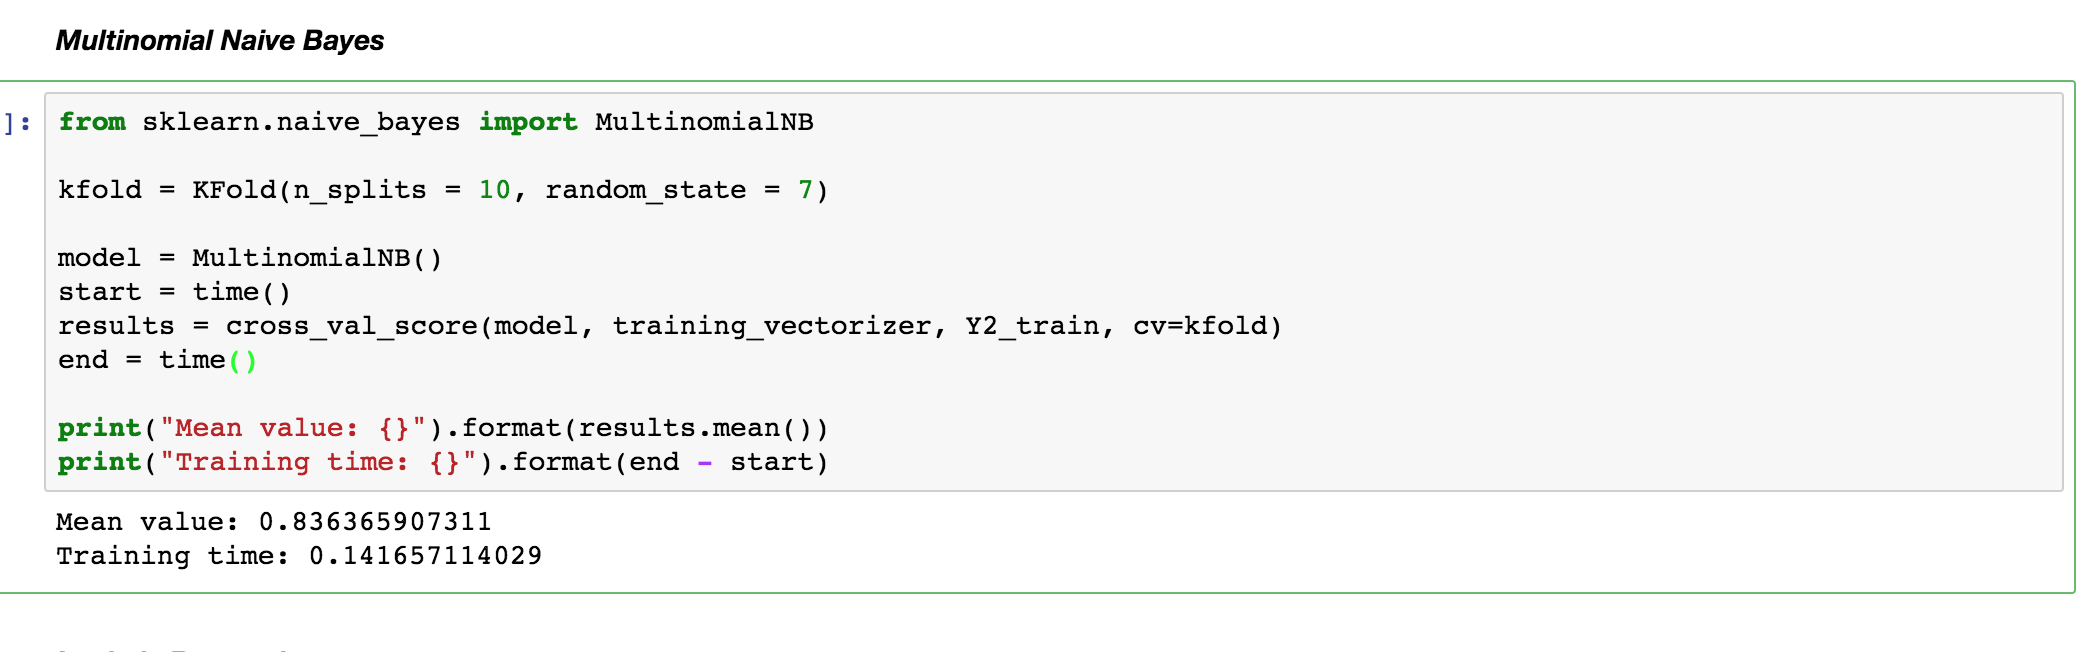 Multinomial Naive Bayes
]:
from sklearn.naive_bayes import MultinomialNB
kfold = KFold(n_splits = 10, random_state = 7)
model = MultinomialNB()
start = time()
results = cross_val_score(model, training_vectorizer, Y2_train, cv=kfold)
end = time()
print("Mean value: {}").format(results.mean())
print("Training time: {}").format(end - start)
Mean value: 0.836365907311
Training time: 0.141657114029